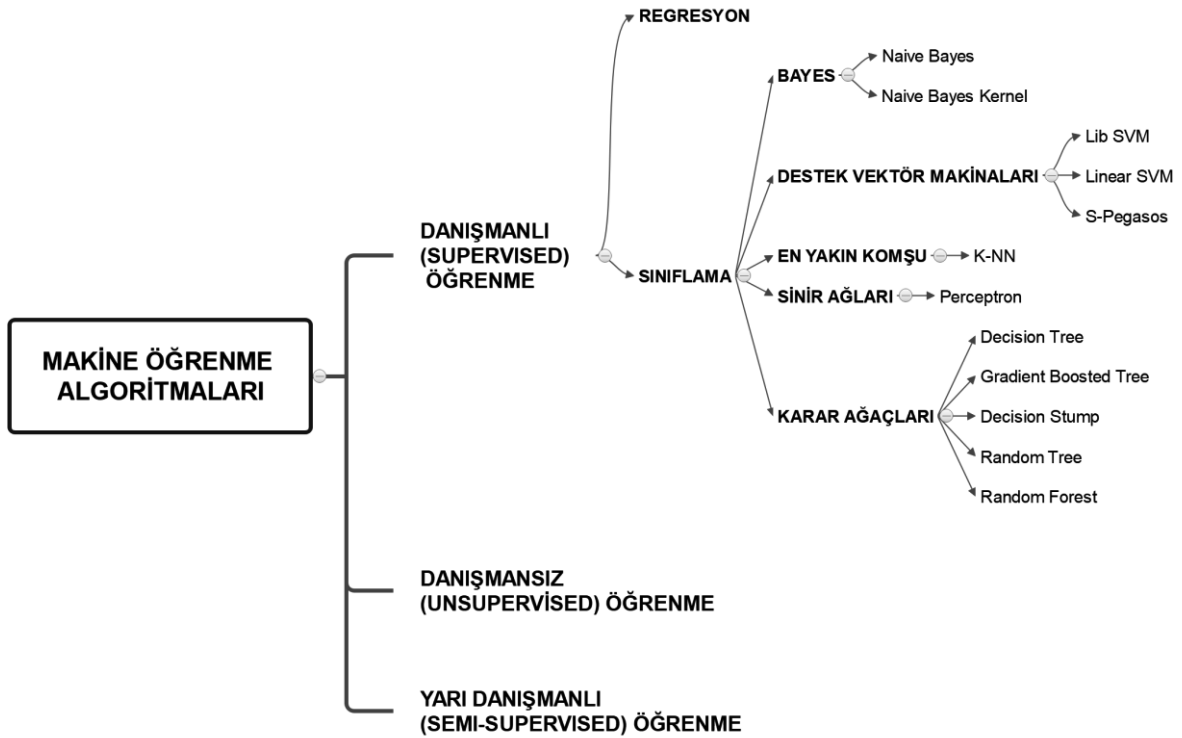 REGRESYON
BAYES
Naive Bayes
Naive Bayes Kernel
DESTEK VEKTÖR MAKİNALARI
Lib SVM
Linear SVM
S-Pegasos
DANIŞMANLI
(SUPERVISED)
ÖĞRENME
SINIFLAMA
EN YAKIN KOMŞU
K-NN
SİNİR AĞLARI
Perceptron
MAKİNE ÖĞRENME
ALGORİTMALARI
KARAR AĞAÇLARI
Decision Tree
Gradient Boosted Tree
Decision Stump
Random Tree
Random Forest
DANIŞMANSIZ
(UNSUPERVİSED) ÖĞRENME
YARI DANIŞMANLI
(SEMI-SUPERVISED) ÖĞRENME